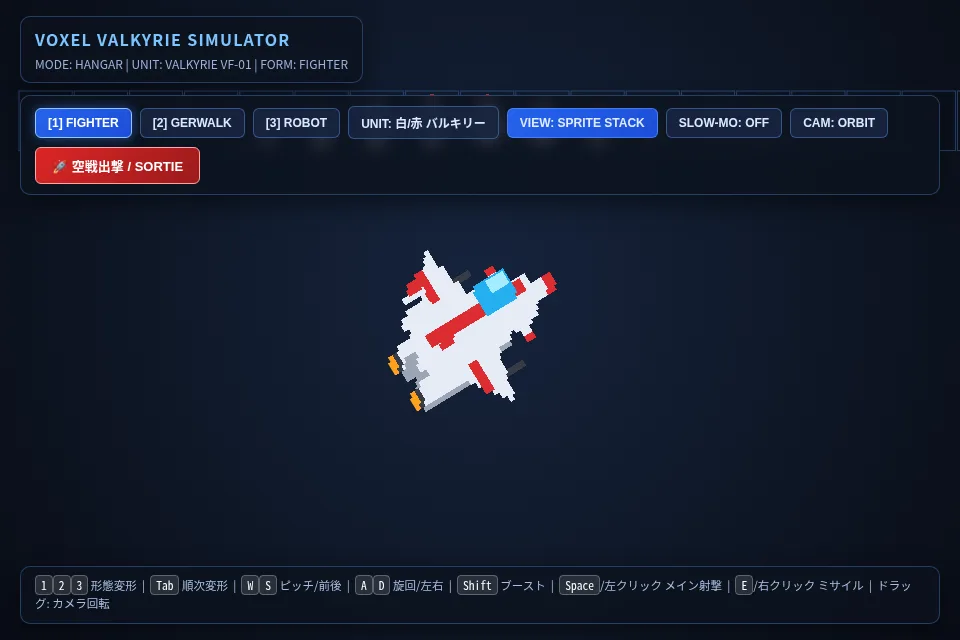 VOXEL VALKYRIE SIMULATOR
MODE: HANGAR | UNIT: VALKYRIE VF-01 | FORM: FIGHTER
[1] FIGHTER [2] GERWALK [3] ROBOT UNIT: 白/赤 バルキリー VIEW: SPRITE STACK SLOW-MO: OFF CAM: ORBIT
🚀 空戦出撃 / SORTIE
1 2 3 形態変形 | Tab 順次変形 | W S ピッチ/前後 | A D 旋回/左右 | Shift ブースト | Space /左クリック メイン射撃 | E /右クリック ミサイル | ドラッ
グ: カメラ回転